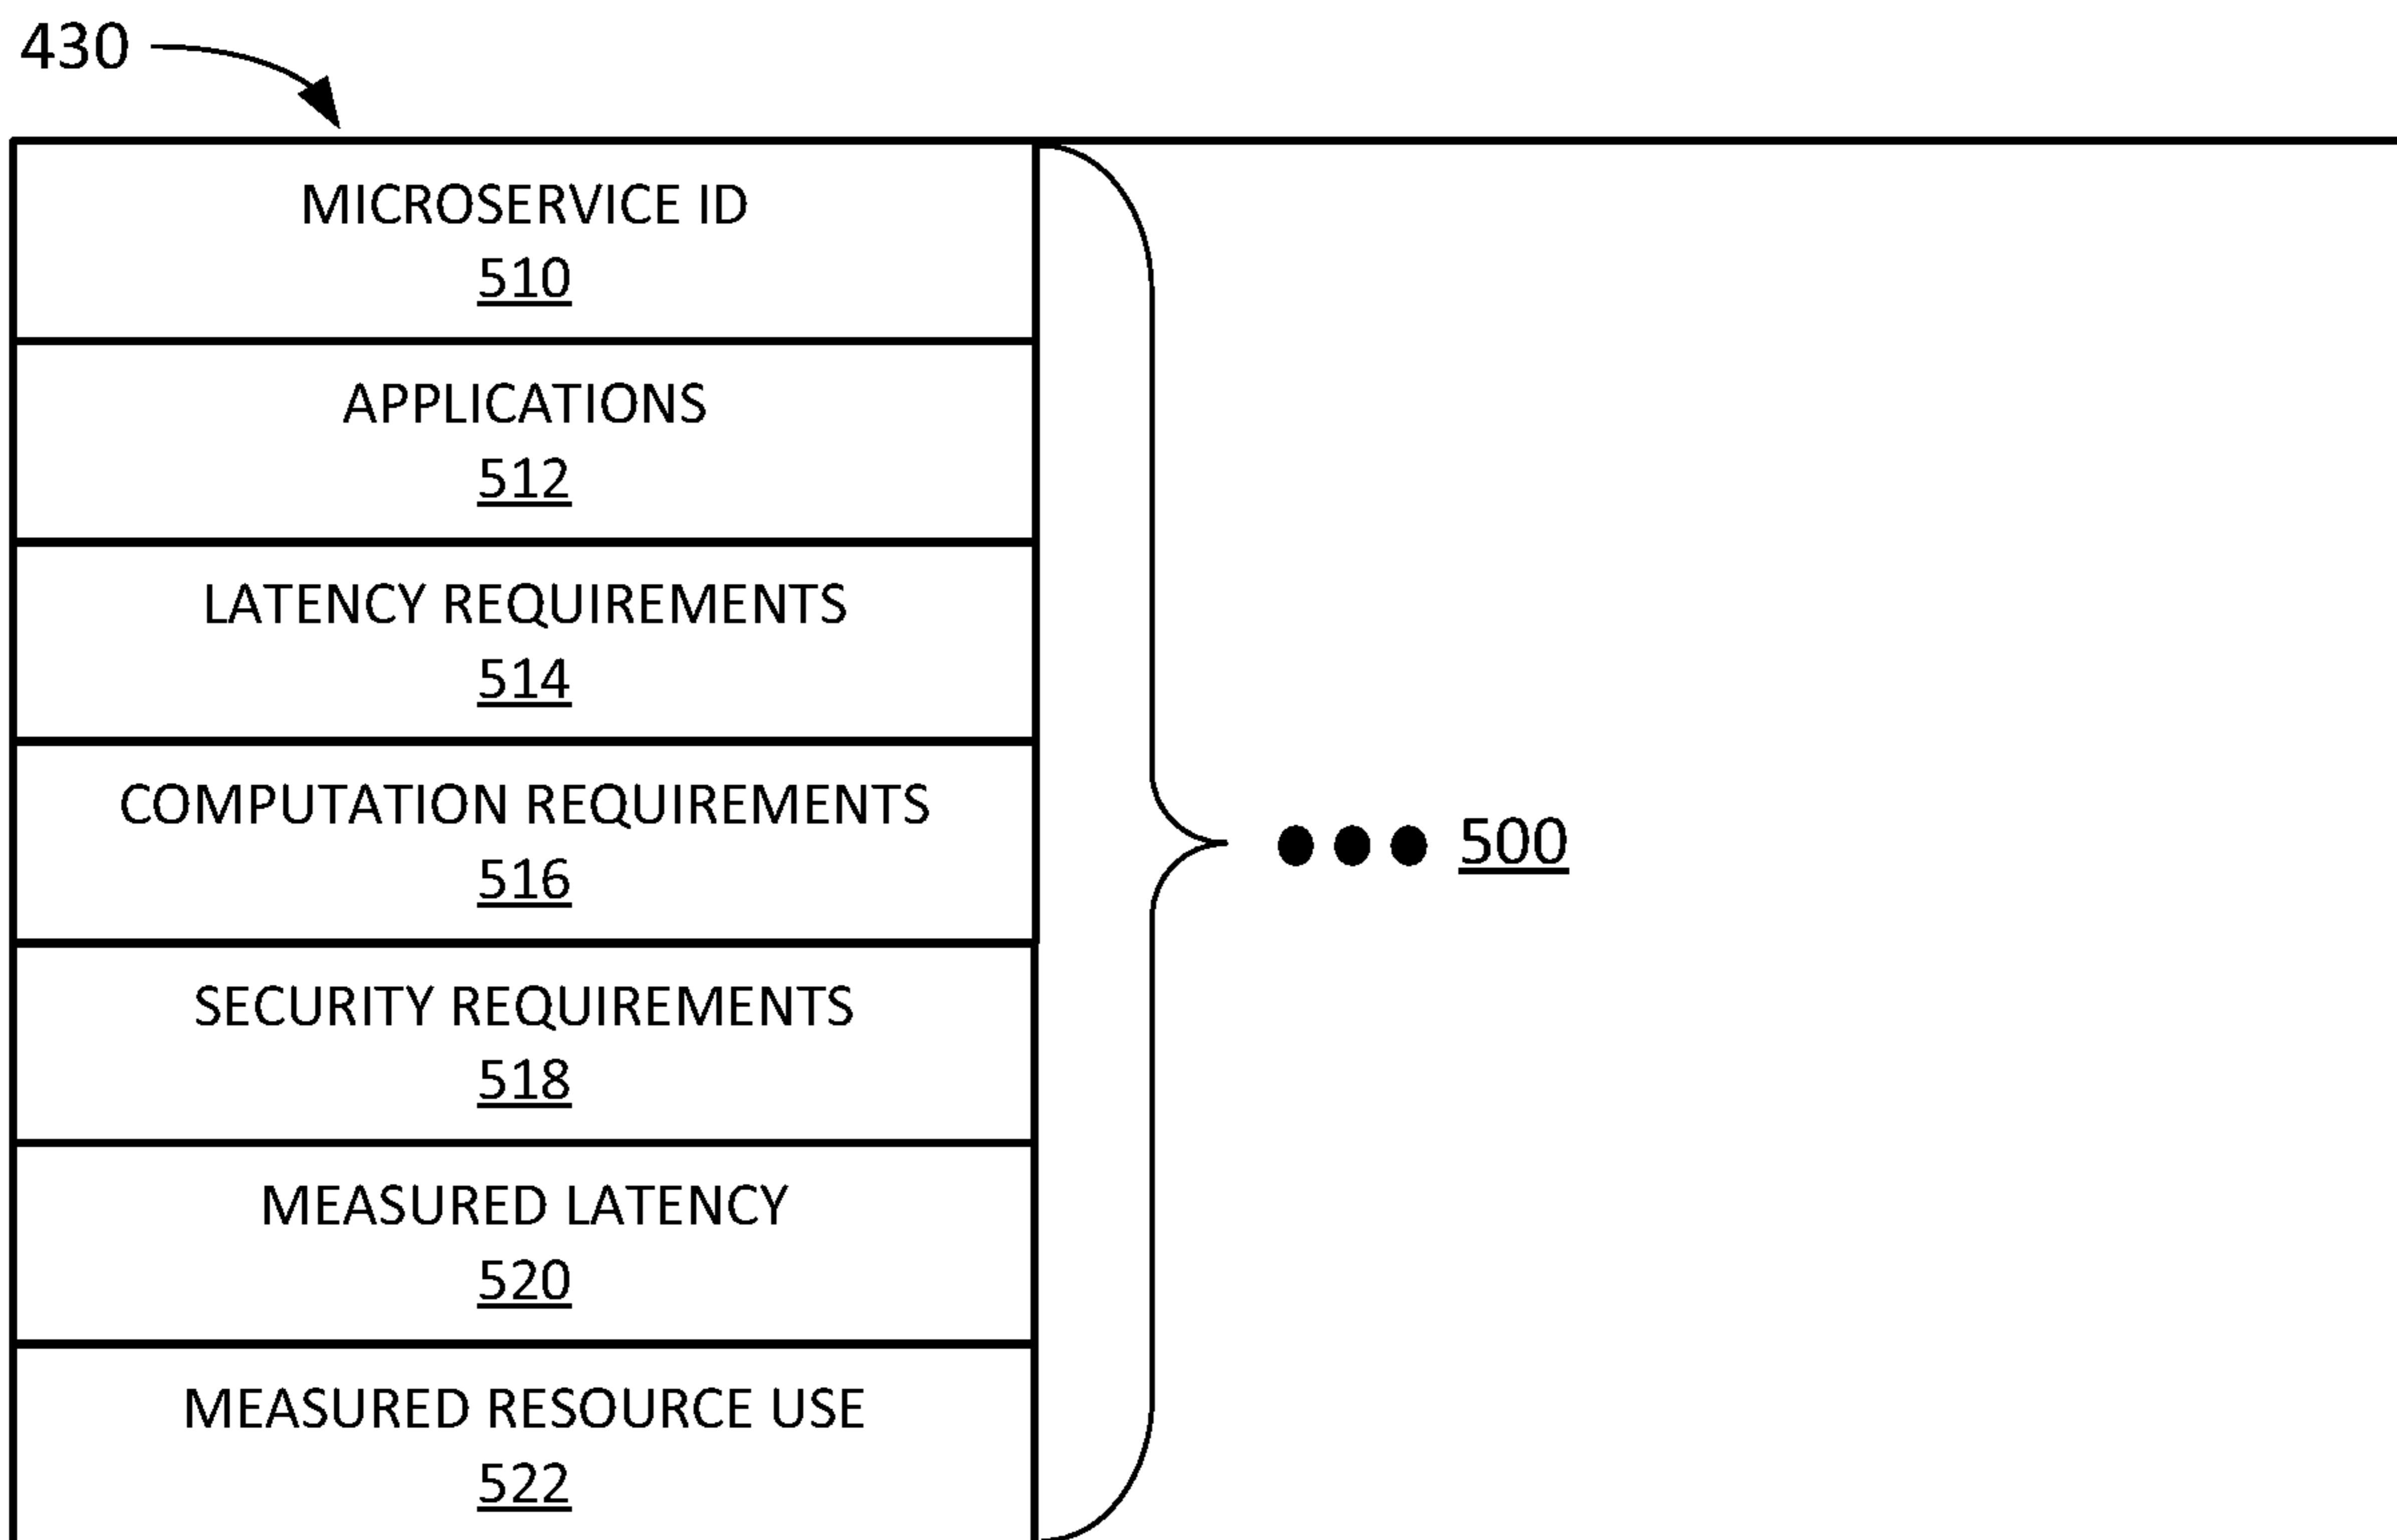 430
MICROSERVICE ID
510
APPLICATIONS
512
LATENCY REQUIREMENTS
514
COMPUTATION REQUIREMENTS
516
500
SECURITY REQUIREMENTS
518
MEASURED LATENCY
520
MEASURED RESOURCE USE
522